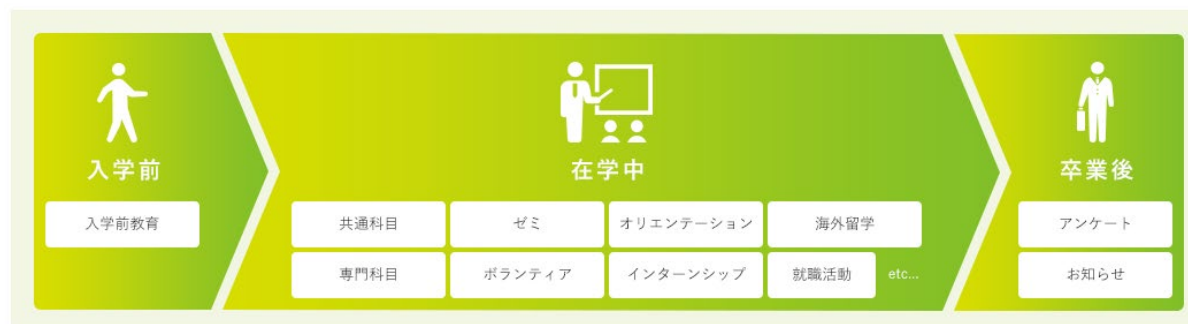 入学前
入学前教育
在学中
共通科目
ゼミ
オリエンテーション
海外留学
専門科目
ボランティア
インターンシップ
就職活動
etc...
卒業後
アンケート
お知らせ